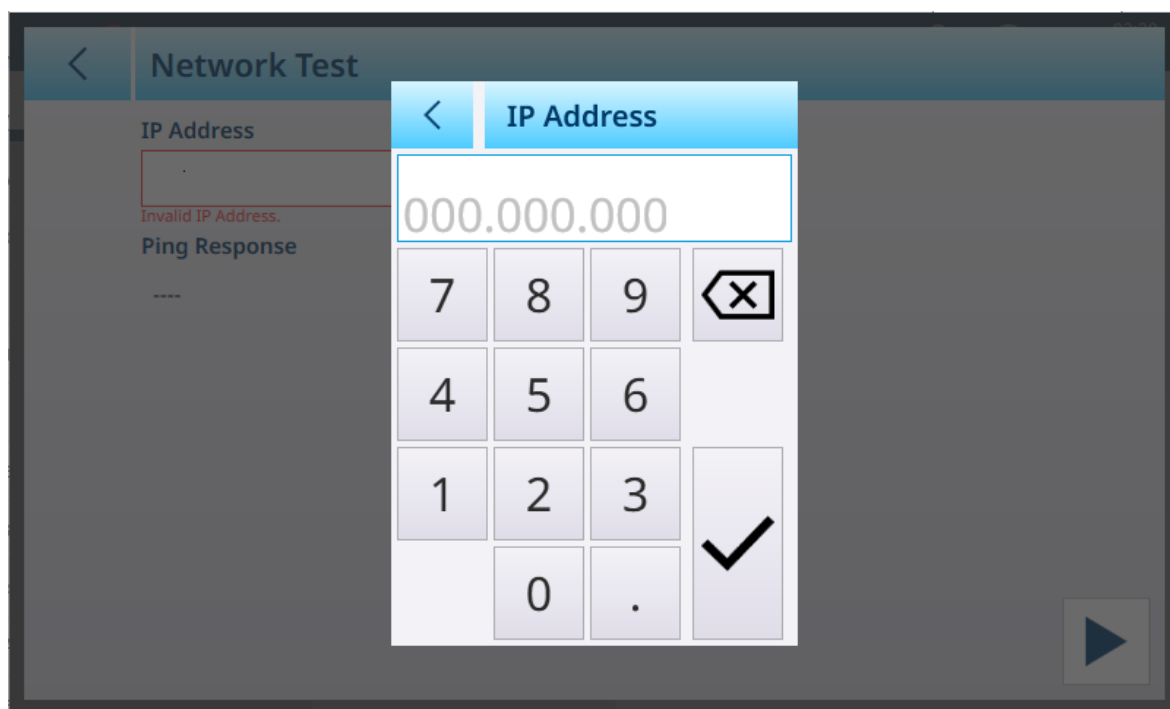 Network Test
IP Address
.
Invalid IP Address.
Ping Response
----
IP Address
000.000.000
7 8 9
4 5 6
1 2 3
0 .